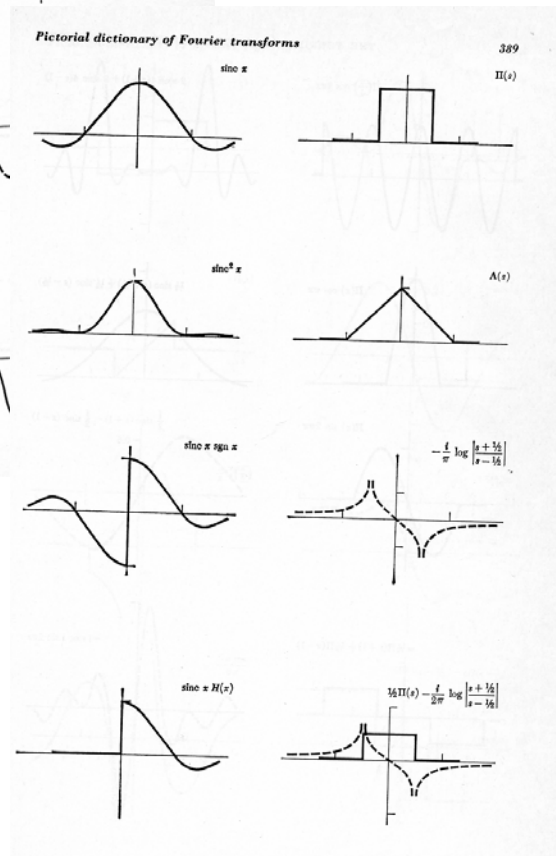 Pictorial dictionary of Fourier transforms
389
sinc x
Π(s)
sinc² x
Λ(s)
sinc x sgn x
−i/π log |s + ½ / s − ½|
sinc x H(x)
½Π(s) − i/2π log |s + ½ / s − ½|